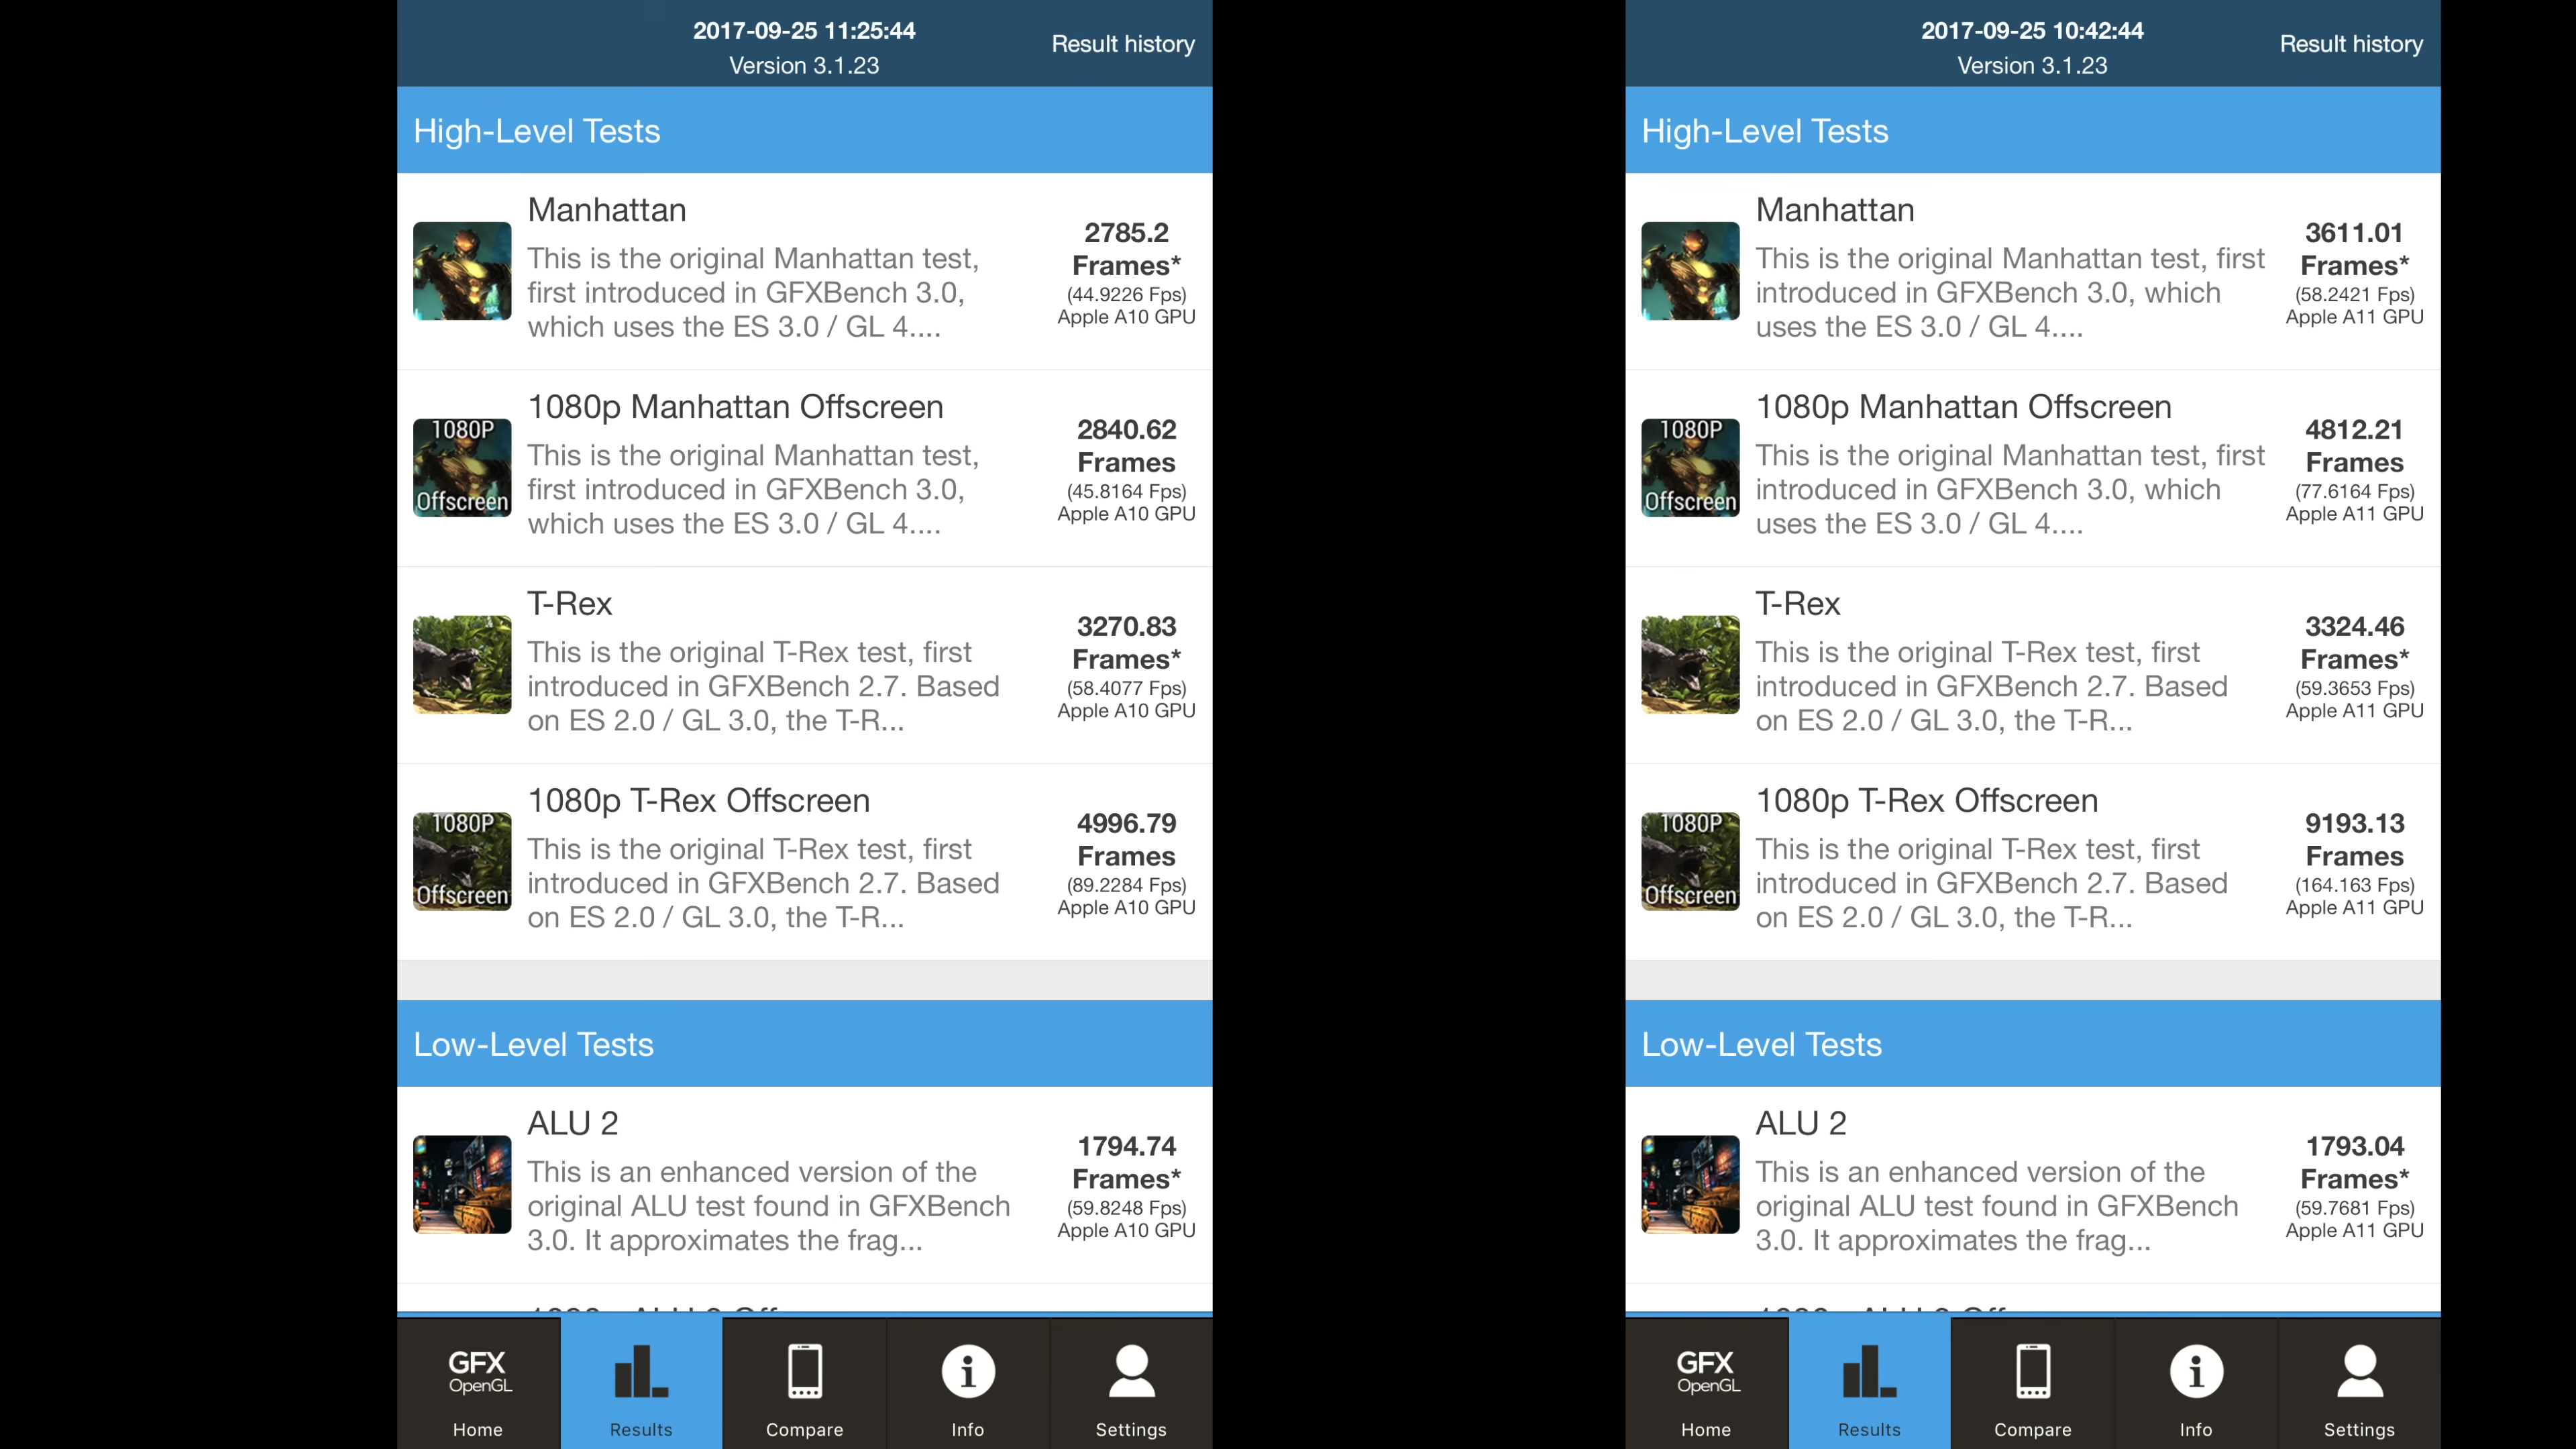 2017-09-25 11:25:44
Version 3.1.23
Result history
High-Level Tests
Manhattan
This is the original Manhattan test,
first introduced in GFXBench 3.0,
which uses the ES 3.0 / GL 4....
2785.2
Frames*
(44.9226 Fps)
Apple A10 GPU
1080P
Offscreen
1080p Manhattan Offscreen
This is the original Manhattan test,
first introduced in GFXBench 3.0,
which uses the ES 3.0 / GL 4....
2840.62
Frames
(45.8164 Fps)
Apple A10 GPU
T-Rex
This is the original T-Rex test, first
introduced in GFXBench 2.7. Based
on ES 2.0 / GL 3.0, the T-R...
3270.83
Frames*
(58.4077 Fps)
Apple A10 GPU
1080P
Offscreen
1080p T-Rex Offscreen
This is the original T-Rex test, first
introduced in GFXBench 2.7. Based
on ES 2.0 / GL 3.0, the T-R...
4996.79
Frames
(89.2284 Fps)
Apple A10 GPU
Low-Level Tests
ALU 2
This is an enhanced version of the
original ALU test found in GFXBench
3.0. It approximates the frag...
1794.74
Frames*
(59.8248 Fps)
Apple A10 GPU
GFX
OpenGL
Home
Results
Compare
Info
Settings
2017-09-25 10:42:44
Version 3.1.23
Result history
High-Level Tests
Manhattan
This is the original Manhattan test, first
introduced in GFXBench 3.0, which
uses the ES 3.0 / GL 4....
3611.01
Frames*
(58.2421 Fps)
Apple A11 GPU
1080P
Offscreen
1080p Manhattan Offscreen
This is the original Manhattan test, first
introduced in GFXBench 3.0, which
uses the ES 3.0 / GL 4....
4812.21
Frames
(77.6164 Fps)
Apple A11 GPU
T-Rex
This is the original T-Rex test, first
introduced in GFXBench 2.7. Based
on ES 2.0 / GL 3.0, the T-R...
3324.46
Frames*
(59.3653 Fps)
Apple A11 GPU
1080P
Offscreen
1080p T-Rex Offscreen
This is the original T-Rex test, first
introduced in GFXBench 2.7. Based
on ES 2.0 / GL 3.0, the T-R...
9193.13
Frames
(164.163 Fps)
Apple A11 GPU
Low-Level Tests
ALU 2
This is an enhanced version of the
original ALU test found in GFXBench
3.0. It approximates the frag...
1793.04
Frames*
(59.7681 Fps)
Apple A11 GPU
GFX
OpenGL
Home
Results
Compare
Info
Settings